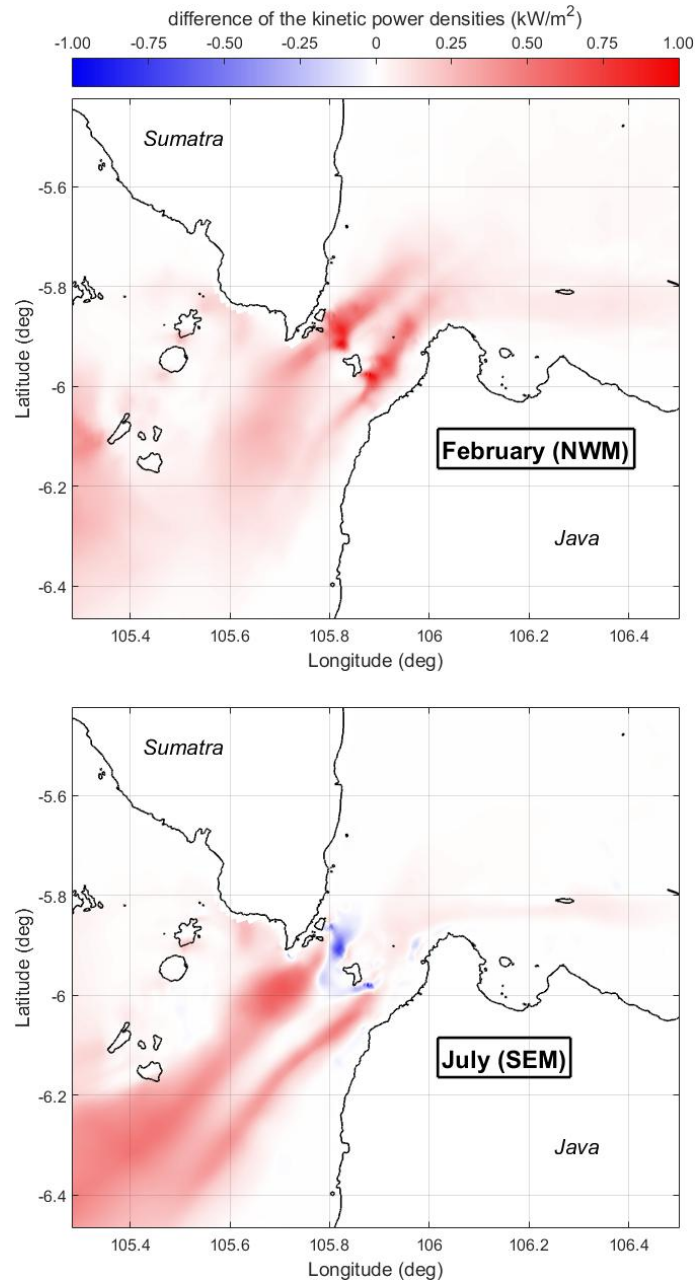 difference of the kinetic power densities (kW/m²)
-1.00 -0.75 -0.50 -0.25 0 0.25 0.50 0.75 1.00
Sumatra
-5.6
-5.8
-6
-6.2
-6.4
Latitude (deg)
February (NWM)
Java
105.4 105.6 105.8 106 106.2 106.4
Longitude (deg)
Sumatra
-5.6
-5.8
-6
-6.2
-6.4
Latitude (deg)
July (SEM)
Java
105.4 105.6 105.8 106 106.2 106.4
Longitude (deg)